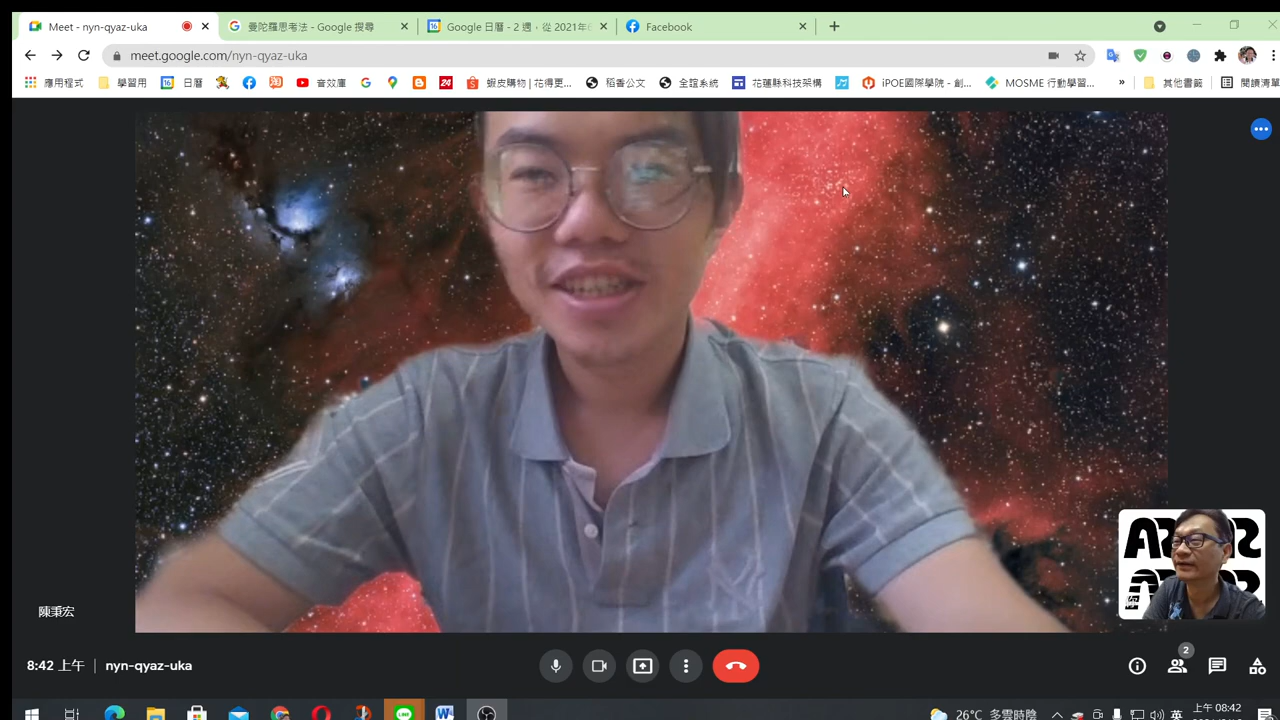 Meet - nyn-qyaz-uka
曼陀羅思考法 - Google 搜尋
Google 日曆 - 2 週，從 2021年
Facebook
meet.google.com/nyn-qyaz-uka
應用程式
學習用
日曆
音效庫
蝦皮購物 | 花得更...
稻香公文
全誼系統
花蓮縣科技架構
iPOE國際學院 - 創...
MOSME 行動學習...
»
其他書籤
閱讀清單
陳秉宏
你
8:42 上午 | nyn-qyaz-uka
2
26°C 多雲時陰
英
上午 08:42